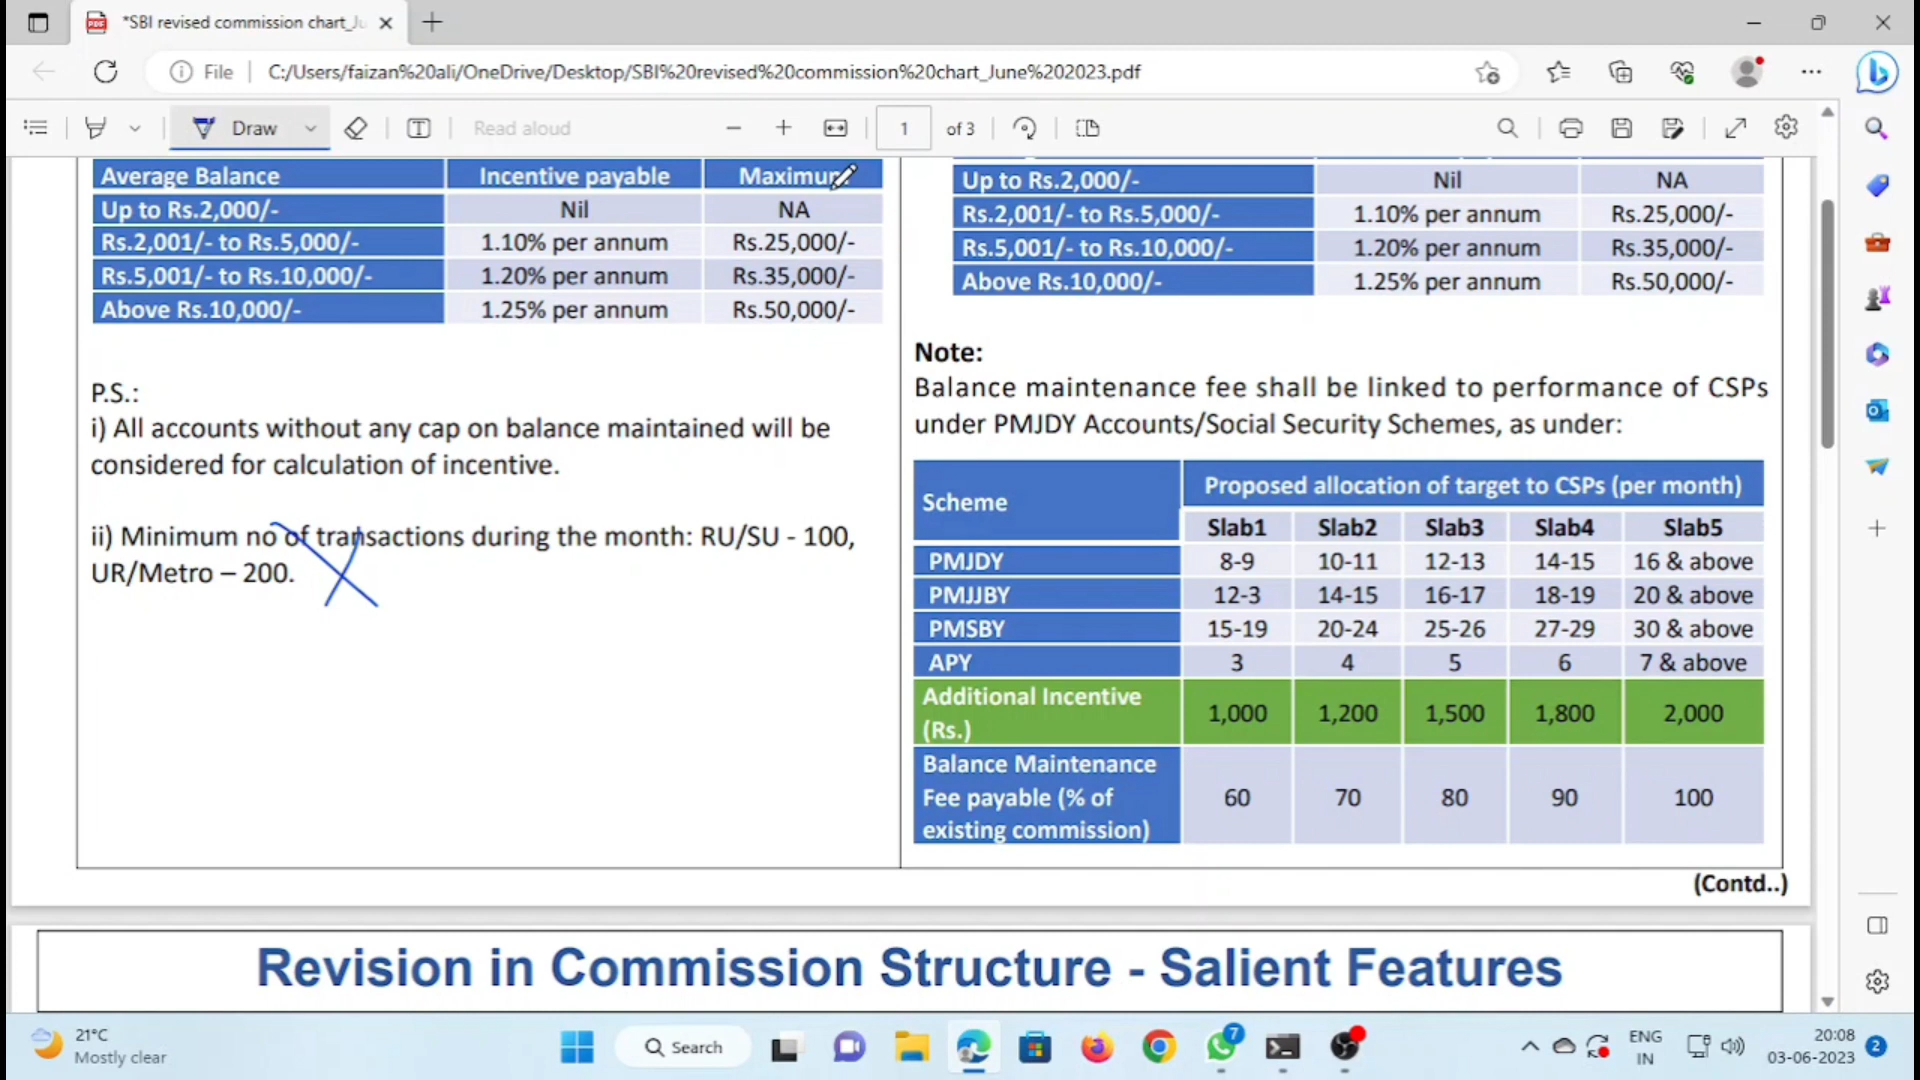 *SBI revised commission chart_Ju
File
C:/Users/faizan%20ali/OneDrive/Desktop/SBI%20revised%20commission%20chart_June%202023.pdf
Draw
Read aloud
1
of 3
Average Balance Incentive payable Maximum
Up to Rs.2,000/- Nil NA
Rs.2,001/- to Rs.5,000/- 1.10% per annum Rs.25,000/-
Rs.5,001/- to Rs.10,000/- 1.20% per annum Rs.35,000/-
Above Rs.10,000/- 1.25% per annum Rs.50,000/-
P.S.:
i) All accounts without any cap on balance maintained will be
considered for calculation of incentive.
ii) Minimum no of transactions during the month: RU/SU - 100,
UR/Metro – 200.
Up to Rs.2,000/- Nil NA
Rs.2,001/- to Rs.5,000/- 1.10% per annum Rs.25,000/-
Rs.5,001/- to Rs.10,000/- 1.20% per annum Rs.35,000/-
Above Rs.10,000/- 1.25% per annum Rs.50,000/-
Note:
Balance maintenance fee shall be linked to performance of CSPs
under PMJDY Accounts/Social Security Schemes, as under:
Scheme Proposed allocation of target to CSPs (per month)
Slab1 Slab2 Slab3 Slab4 Slab5
PMJDY 8-9 10-11 12-13 14-15 16 & above
PMJJBY 12-3 14-15 16-17 18-19 20 & above
PMSBY 15-19 20-24 25-26 27-29 30 & above
APY 3 4 5 6 7 & above
Additional Incentive
(Rs.) 1,000 1,200 1,500 1,800 2,000
Balance Maintenance
Fee payable (% of 60 70 80 90 100
existing commission)
(Contd..)
Revision in Commission Structure - Salient Features
21°C
Mostly clear
Search
7
ENG
IN
20:08
03-06-2023
2